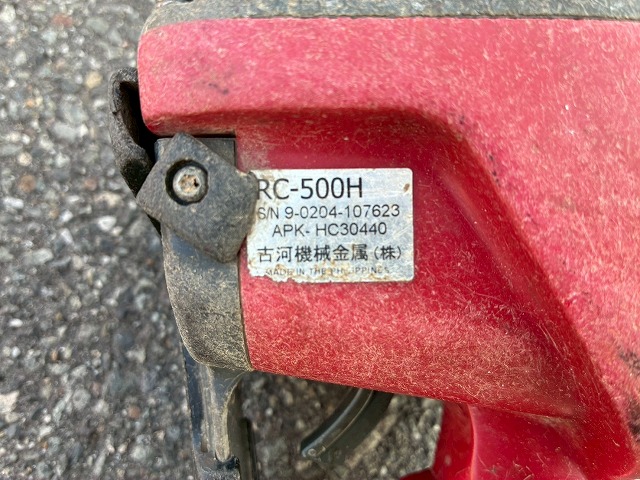 RC-500H
S/N 9-0204-107623
APK- HC30440
古河機械金属(株)
MADE IN THE PHILIPPINES